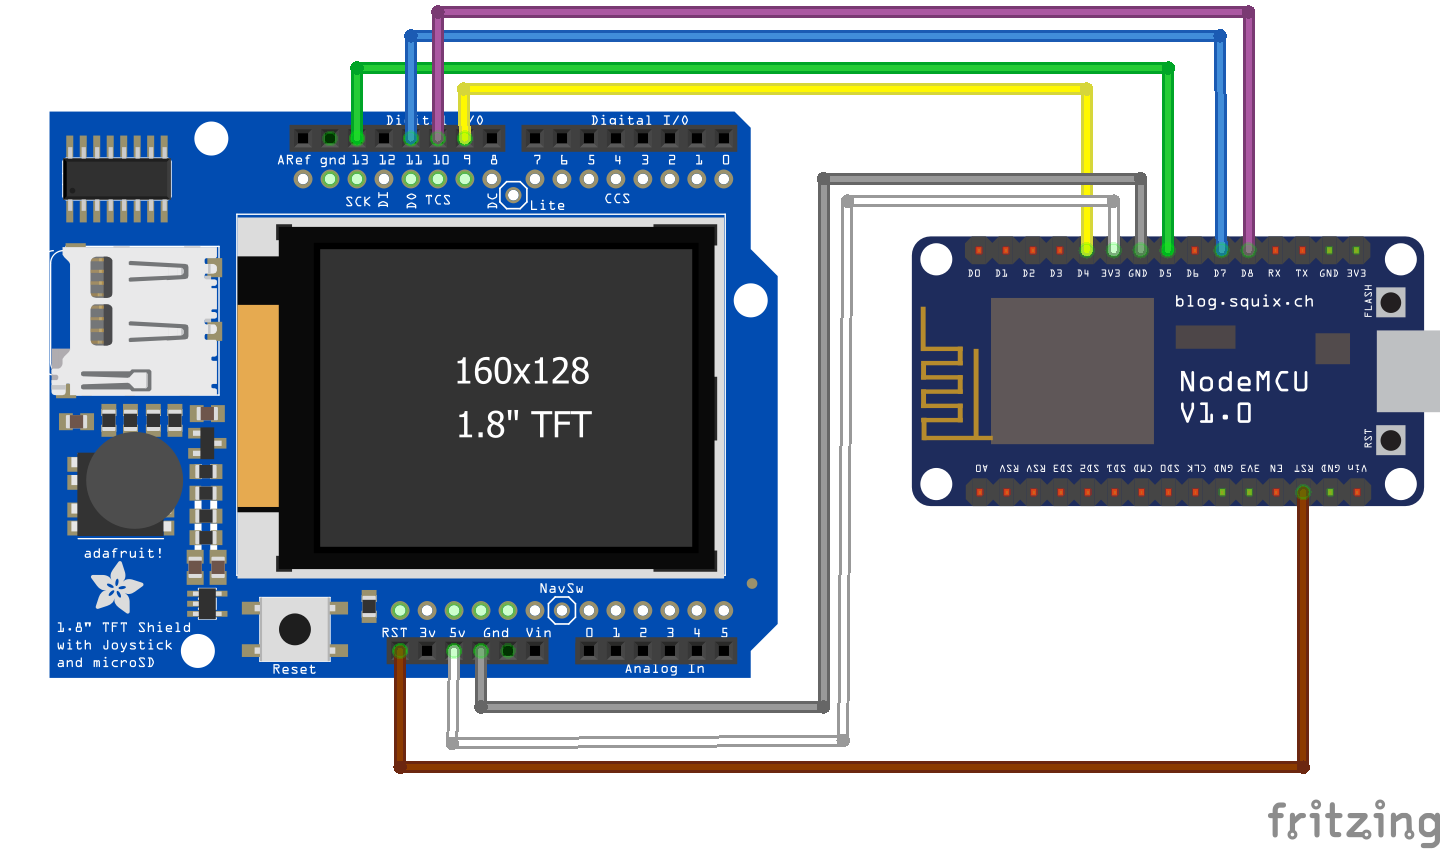 Digital I/O
Digital I/O
ARef gnd 13 12 11 10 9 8
7 6 5 4 3 2 1 0
SCK DI DO TCS DC Lite CCS
160x128
1.8" TFT
adafruit!
1.8" TFT Shield
with Joystick
and microSD
Reset
NavSw
RST 3v 5v Gnd Vin
0 1 2 3 4 5
Analog In
D0 D1 D2 D3 D4 3V3 GND D5 D6 D7 D8 RX TX GND 3V3
blog.squix.ch
FLASH
NodeMCU
V1.0
RST
A0 RSV RSV SD3 SD2 SD1 CMD SD0 CLK GND 3V3 EN RST GND Vin
fritzing